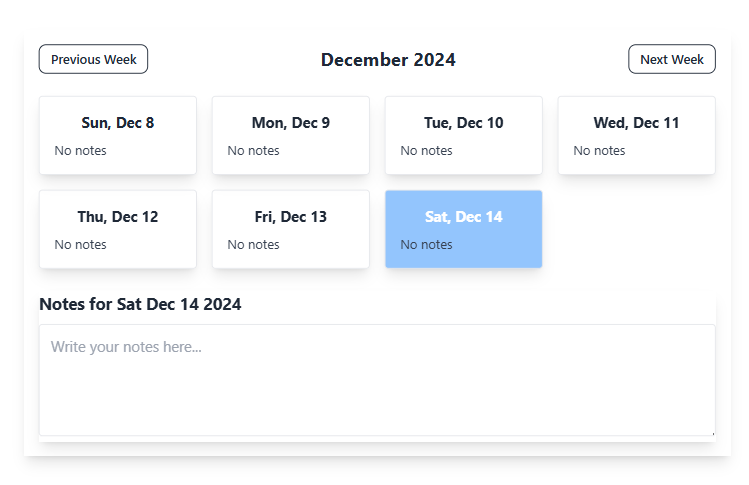 Previous Week
December 2024
Next Week
Sun, Dec 8
No notes
Mon, Dec 9
No notes
Tue, Dec 10
No notes
Wed, Dec 11
No notes
Thu, Dec 12
No notes
Fri, Dec 13
No notes
Sat, Dec 14
No notes
Notes for Sat Dec 14 2024
Write your notes here...